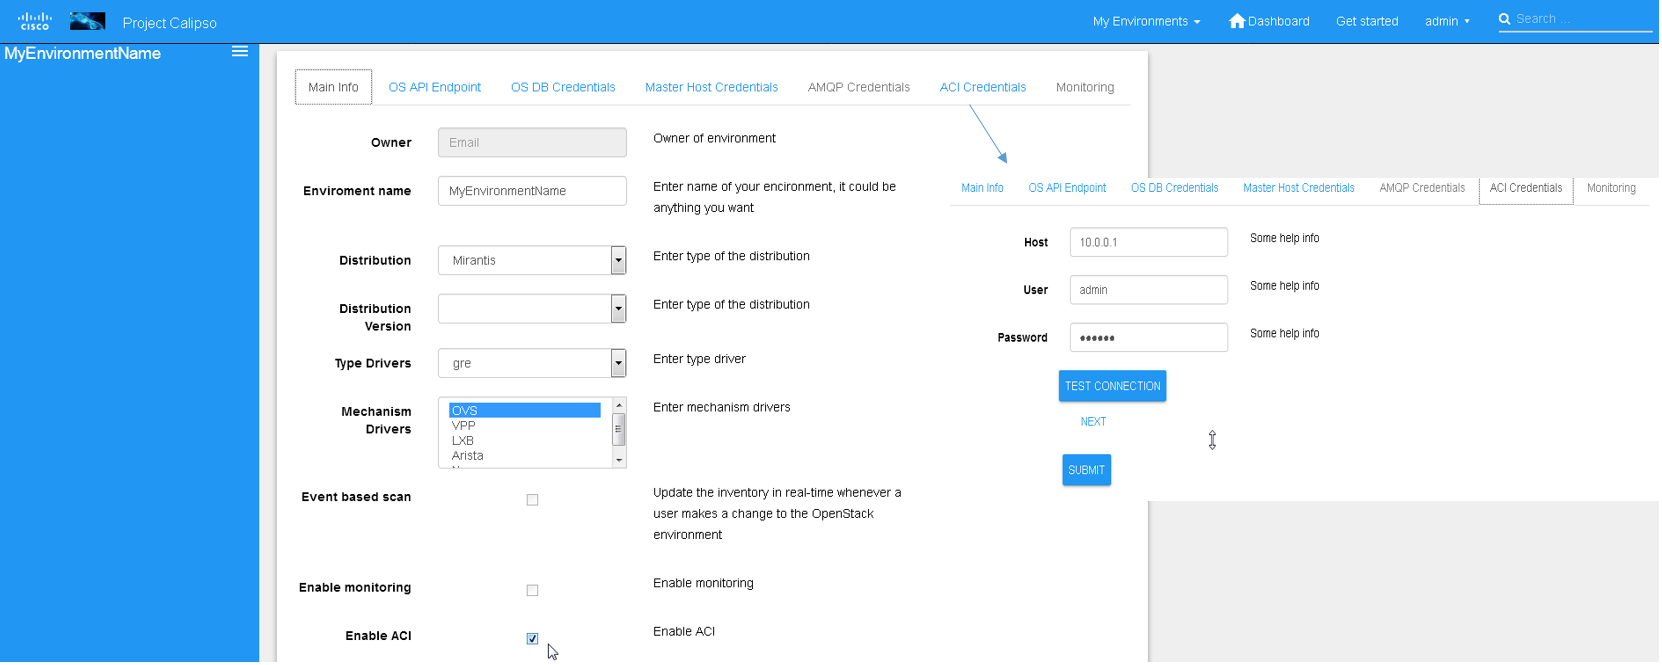 CISCO
Project Calipso
My Environments
Dashboard
Get started
admin
Search ...
MyEnvironmentName
Main Info
OS API Endpoint
OS DB Credentials
Master Host Credentials
AMQP Credentials
ACI Credentials
Monitoring
Owner
Email
Owner of environment
Enviroment name
MyEnvironmentName
Enter name of your encironment, it could be
anything you want
Distribution
Mirantis
Enter type of the distribution
Distribution
Version
Enter type of the distribution
Type Drivers
gre
Enter type driver
Mechanism
Drivers
OVS
VPP
LXB
Arista
Enter mechanism drivers
Event based scan
Update the inventory in real-time whenever a
user makes a change to the OpenStack
environment
Enable monitoring
Enable monitoring
Enable ACI
Enable ACI
Main Info
OS API Endpoint
OS DB Credentials
Master Host Credentials
AMQP Credentials
ACI Credentials
Monitoring
Host
10.0.0.1
Some help info
User
admin
Some help info
Password
••••••
Some help info
TEST CONNECTION
NEXT
SUBMIT